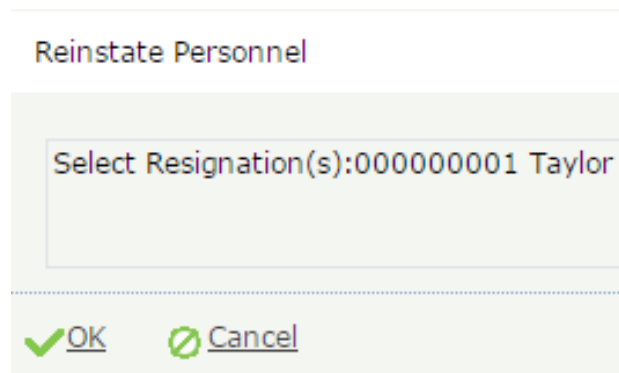 Reinstate Personnel
Select Resignation(s):000000001 Taylor
OK Cancel